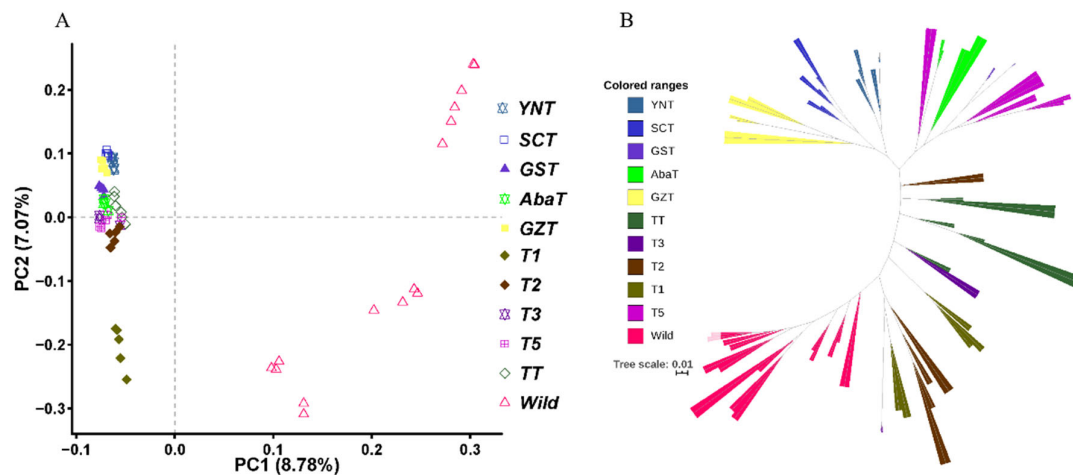 A
PC2 (7.07%)
0.2
0.1
0.0
−0.1
−0.2
−0.3
−0.1
0.0
0.1
0.2
0.3
PC1 (8.78%)
YNT
SCT
GST
AbaT
GZT
T1
T2
T3
T5
TT
Wild
B
Colored ranges
YNT
SCT
GST
AbaT
GZT
TT
T3
T2
T1
T5
Wild
Tree scale: 0.01